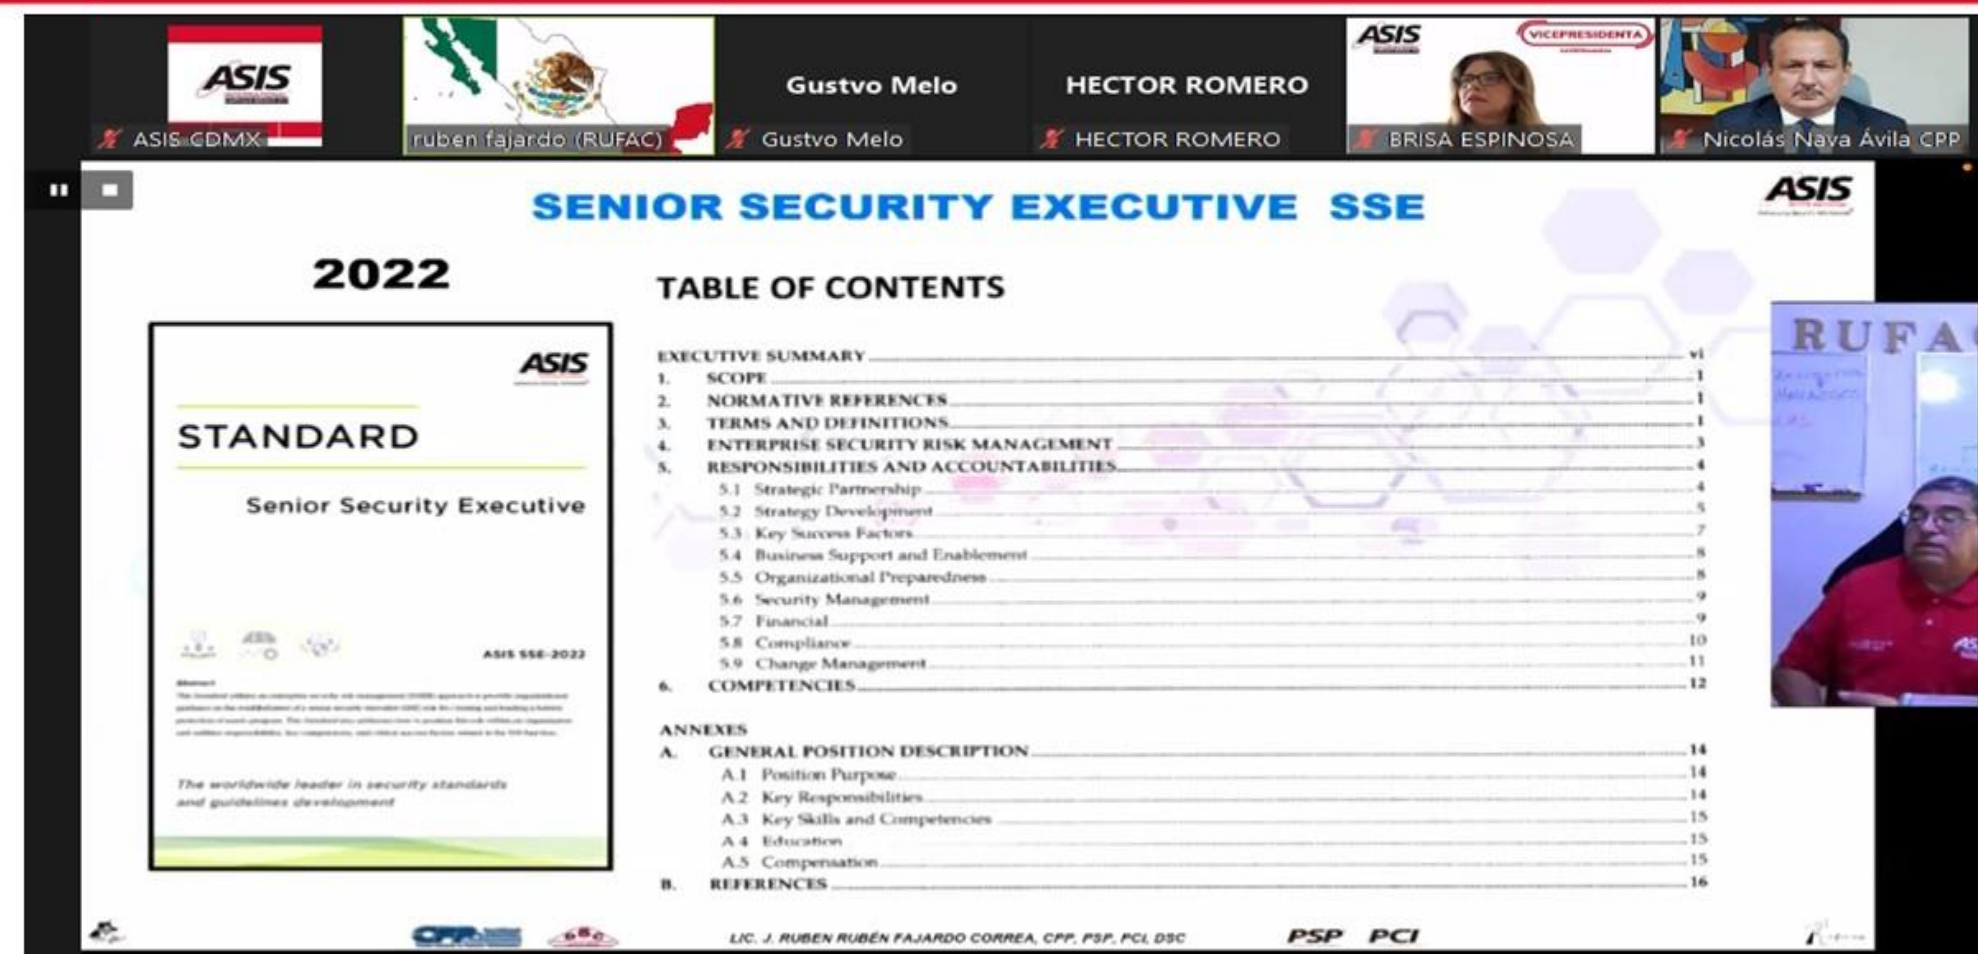 ASIS
ASIS CDMX
ruben fajardo (RUFAC)
Gustvo Melo
Gustvo Melo
HECTOR ROMERO
HECTOR ROMERO
ASIS
VICEPRESIDENTA
BRISA ESPINOSA
Nicolás Nava Ávila CPP
SENIOR SECURITY EXECUTIVE SSE
ASIS
2022
ASIS
STANDARD
Senior Security Executive
ASIS SSE-2022
Abstract
The worldwide leader in security standards
and guidelines development
TABLE OF CONTENTS
EXECUTIVE SUMMARY vi
1. SCOPE 1
2. NORMATIVE REFERENCES 1
3. TERMS AND DEFINITIONS 1
4. ENTERPRISE SECURITY RISK MANAGEMENT 3
5. RESPONSIBILITIES AND ACCOUNTABILITIES 4
5.1 Strategic Partnership 4
5.2 Strategy Development 5
5.3 Key Success Factors 7
5.4 Business Support and Enablement 8
5.5 Organizational Preparedness 8
5.6 Security Management 9
5.7 Financial 9
5.8 Compliance 10
5.9 Change Management 11
6. COMPETENCIES 12
ANNEXES
A. GENERAL POSITION DESCRIPTION 14
A.1 Position Purpose 14
A.2 Key Responsibilities 14
A.3 Key Skills and Competencies 15
A.4 Education 15
A.5 Compensation 15
B. REFERENCES 16
RUFA
CPP
DSC
LIC. J. RUBEN RUBÉN FAJARDO CORREA, CPP, PSP, PCI, DSC
PSP PCI